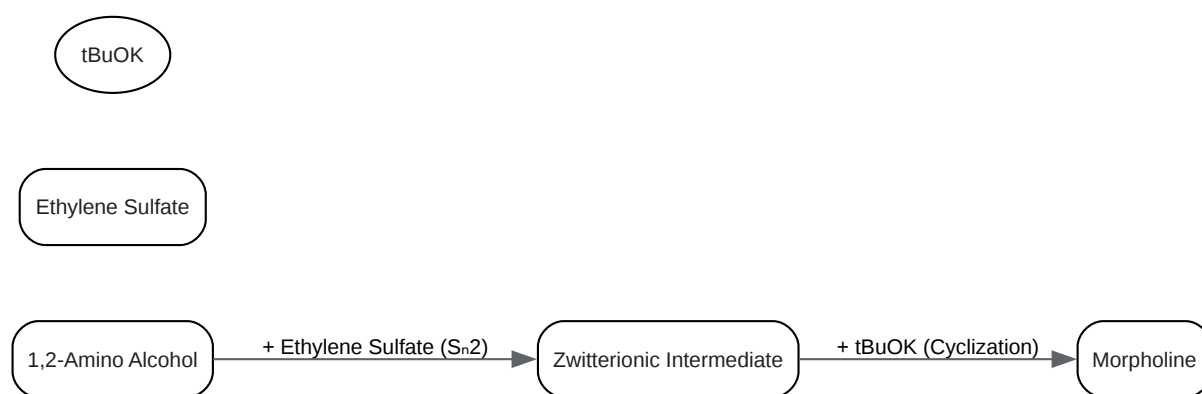 tBuOK
Ethylene Sulfate
1,2-Amino Alcohol
+ Ethylene Sulfate (Sₙ2)
Zwitterionic Intermediate
+ tBuOK (Cyclization)
Morpholine